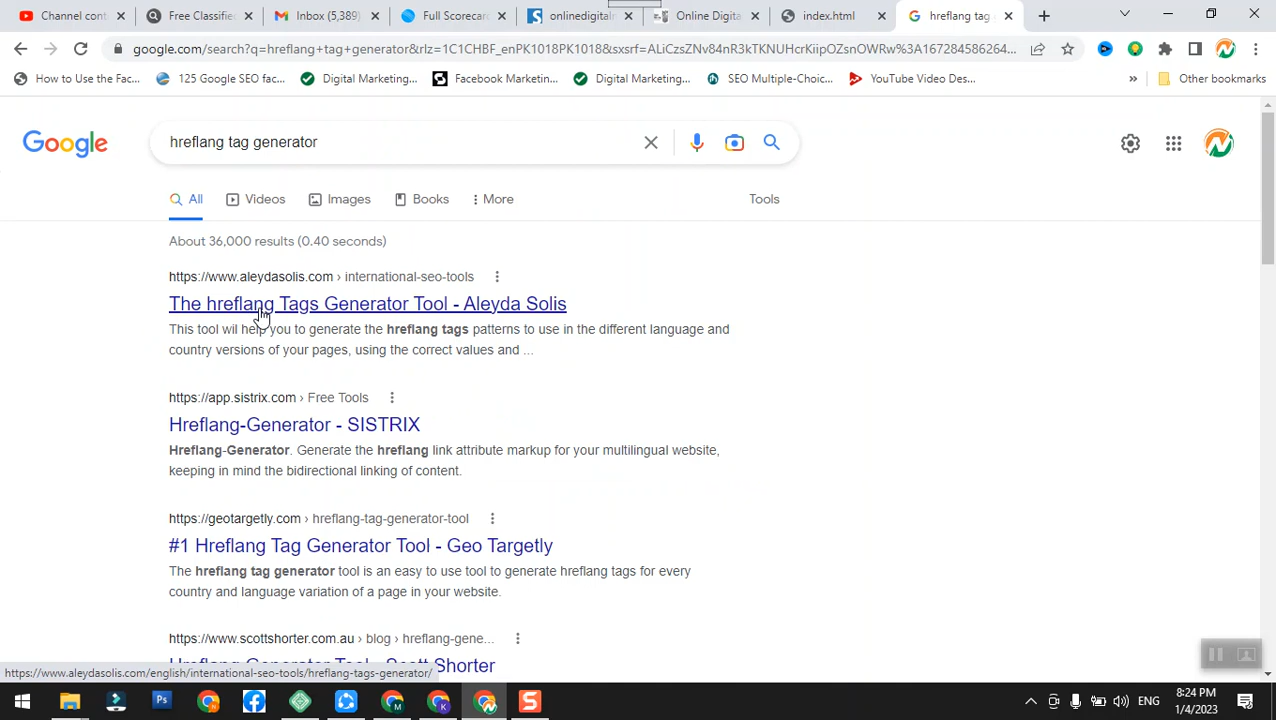 Channel cont
Free Classifie
Inbox (5,389)
Full Scorecar
onlinedigital
Online Digita
index.html
hreflang tag
google.com/search?q=hreflang+tag+generator&rlz=1C1CHBF_enPK1018PK1018&sxsrf=ALiCzsZNv84nR3kTKNUHcrKiipOZsnOWRw%3A167284586264...
How to Use the Fac...
125 Google SEO fac...
Digital Marketing...
Facebook Marketin...
Digital Marketing...
SEO Multiple-Choic...
YouTube Video Des...
»
Other bookmarks
Google
hreflang tag generator
All
Videos
Images
Books
More
Tools
About 36,000 results (0.40 seconds)
https://www.aleydasolis.com › international-seo-tools
The hreflang Tags Generator Tool - Aleyda Solis
This tool wil help you to generate the hreflang tags patterns to use in the different language and
country versions of your pages, using the correct values and ...
https://app.sistrix.com › Free Tools
Hreflang-Generator - SISTRIX
Hreflang-Generator. Generate the hreflang link attribute markup for your multilingual website,
keeping in mind the bidirectional linking of content.
https://geotargetly.com › hreflang-tag-generator-tool
#1 Hreflang Tag Generator Tool - Geo Targetly
The hreflang tag generator tool is an easy to use tool to generate hreflang tags for every
country and language variation of a page in your website.
https://www.scottshorter.com.au › blog › hreflang-gene...
Hreflang Generator Tool - Scott Shorter
https://www.aleydasolis.com/english/international-seo-tools/hreflang-tags-generator/
ENG
8:24 PM
1/4/2023